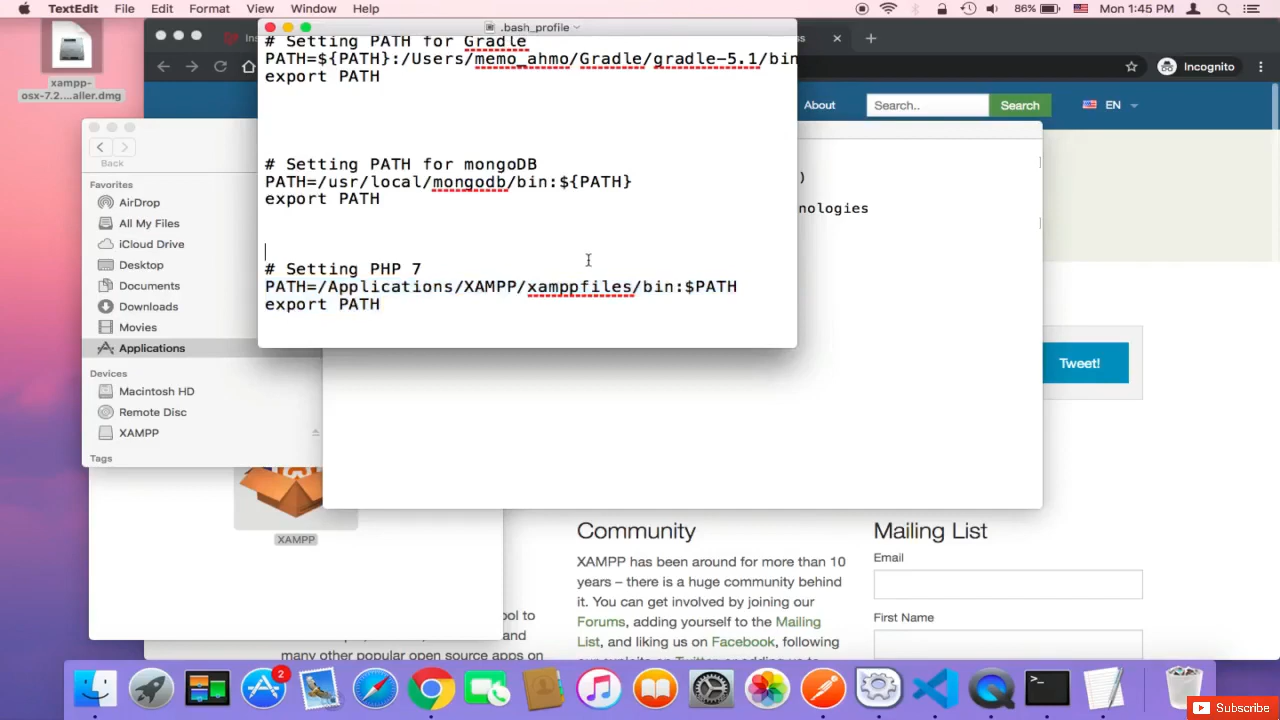 TextEdit File Edit Format View Window Help
86% Mon 1:45 PM
.bash_profile
# Setting PATH for Gradle
PATH=${PATH}:/Users/memo_ahmo/Gradle/gradle-5.1/bin
export PATH
# Setting PATH for mongoDB
PATH=/usr/local/mongodb/bin:${PATH}
export PATH
# Setting PHP 7
PATH=/Applications/XAMPP/xamppfiles/bin:$PATH
export PATH
xampp-
osx-7.2....aller.dmg
Incognito
About
Search..
Search
EN
Back
Favorites
AirDrop
All My Files
iCloud Drive
Desktop
Documents
Downloads
Movies
Applications
Devices
Macintosh HD
Remote Disc
XAMPP
Tags
)
nologies
Tweet!
XAMPP
Community
XAMPP has been around for more than 10
years – there is a huge community behind
it. You can get involved by joining our
Forums, adding yourself to the Mailing
List, and liking us on Facebook, following
Mailing List
Email
First Name
ool to
and
many other popular open source apps on
2
Subscribe